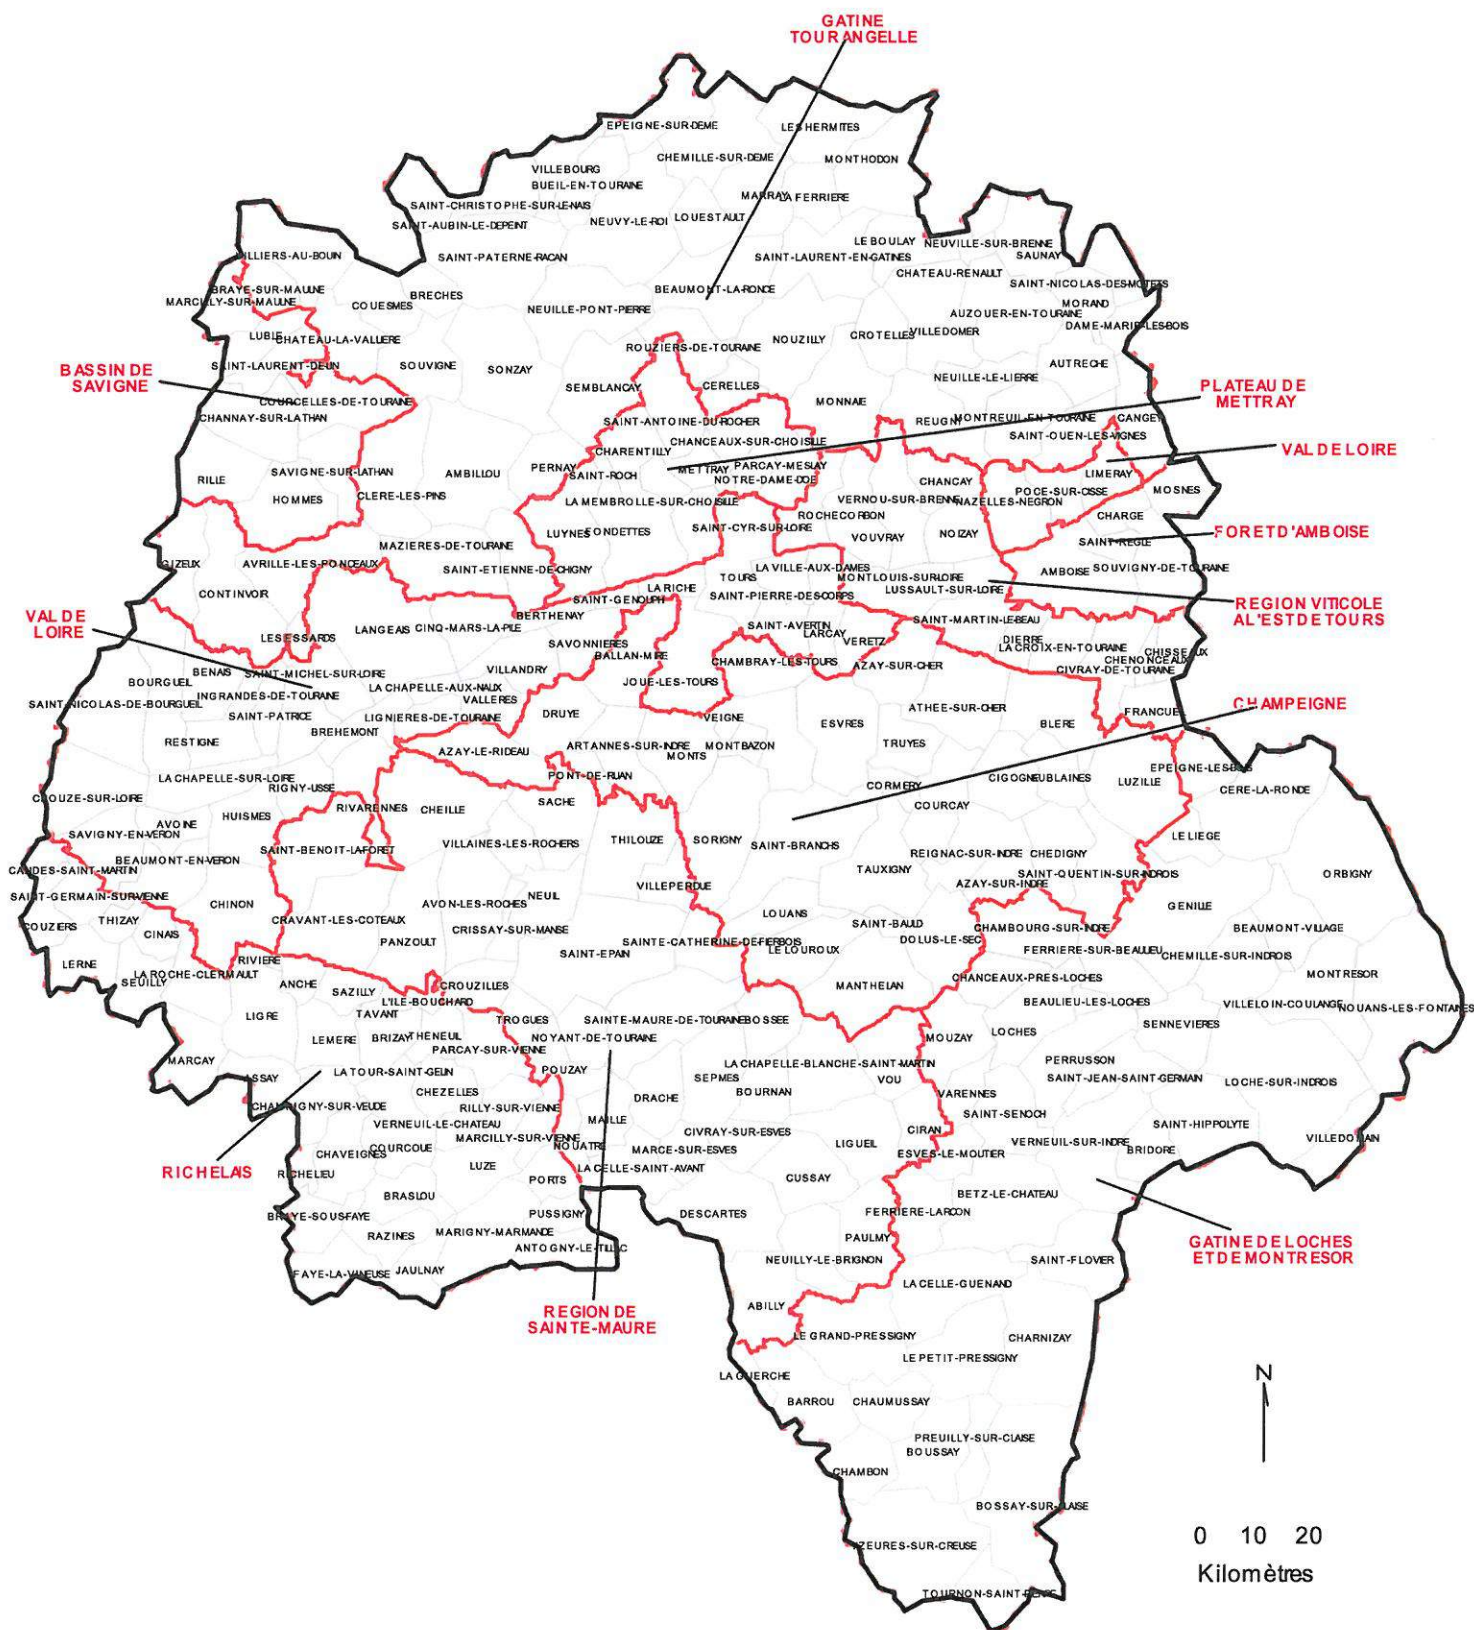 GATINE
TOURANGELLE
EPEIGNE-SUR-DEME
LES HERMITES
CHEMILLE-SUR-DEME
MONTHODON
VILLEBOURG
BUEIL-EN-TOURAINE
MARRAY
LA FERRIERE
SAINT-CHRISTOPHE-SUR-LE-NAIS
NEUVY-LE-ROI
LOUESTAULT
SAINT-AUBIN-LE-DEPEINT
LE BOULAY
NEUVILLE-SUR-BRENNE
SAUNAY
VILLIERS-AU-BOUIN
SAINT-PATERNE-RACAN
SAINT-LAURENT-EN-GATINES
CHATEAU-RENAULT
SAINT-NICOLAS-DES-MOTETS
BRAYE-SUR-MAULNE
MARCILLY-SUR-MAULNE
BRECHES
COUESMES
BEAUMONT-LA-RONCE
NEUILLE-PONT-PIERRE
MORAND
AUZOUER-EN-TOURAINE
DAME-MARIE-LES-BOIS
LUBLE
CHATEAU-LA-VALLIERE
ROUZIERS-DE-TOURAINE
NOUZILLY
CROTELLES
VILLEDOMER
BASSIN DE
SAVIGNE
SAINT-LAURENT-DE-LIN
SOUVIGNE
SONZAY
AUTRECHE
SEMBLANCAY
CERELLES
NEUILLE-LE-LIERRE
PLATEAU DE
METTRAY
COURCELLES-DE-TOURAINE
CHANNAY-SUR-LATHAN
MONNAIE
SAINT-ANTOINE-DU-ROCHER
REUGNY
MONTREUIL-EN-TOURAINE
CANGEY
SAINT-OUEN-LES-VIGNES
CHANCEAUX-SUR-CHOISILLE
CHARENTILLY
VAL DE LOIRE
SAVIGNE-SUR-LATHAN
AMBILLOU
PERNAY
SAINT-ROCH
METTRAY
PARCAY-MESLAY
NOTRE-DAME-DOE
RILLE
CHANCAY
LIMERAY
POCE-SUR-CISSE
MOSNES
HOMMES
CLERE-LES-PINS
LA MEMBROLLE-SUR-CHOISILLE
VERNOU-SUR-BRENNE
NAZELLES-NEGRON
ROCHECORBON
CHARGE
SAINT-CYR-SUR-LOIRE
LUYNES
FONDETTES
VOUVRAY
NOIZAY
SAINT-REGLE
FORET D'AMBOISE
MAZIERES-DE-TOURAINE
GIZEUX
AVRILLE-LES-PONCEAUX
SAINT-ETIENNE-DE-CHIGNY
LA VILLE-AUX-DAMES
TOURS
MONTLOUIS-SUR-LOIRE
AMBOISE
SOUVIGNY-DE-TOURAINE
LUSSAULT-SUR-LOIRE
CONTINVOIR
LA RICHE
SAINT-GENOUPH
SAINT-PIERRE-DES-CORPS
REGION VITICOLE
A L'EST DE TOURS
VAL DE
LOIRE
BERTHENAY
LES ESSARDS
LANGEAIS
CINQ-MARS-LA-PILE
SAINT-AVERTIN
LARCAY
VERETZ
SAINT-MARTIN-LE-BEAU
DIERRE
LA CROIX-EN-TOURAINE
CHISSEAUX
CHENONCEAUX
CIVRAY-DE-TOURAINE
SAVONNIERES
BALLAN-MIRE
CHAMBRAY-LES-TOURS
AZAY-SUR-CHER
BENAIS
SAINT-MICHEL-SUR-LOIRE
BOURGUEIL
VILLANDRY
JOUE-LES-TOURS
INGRANDES-DE-TOURAINE
LA CHAPELLE-AUX-NAUX
VALLERES
SAINT-NICOLAS-DE-BOURGUEIL
SAINT-PATRICE
LIGNIERES-DE-TOURAINE
DRUYE
VEIGNE
ESVRES
ATHEE-SUR-CHER
BLERE
FRANCUEIL
CHAMPEIGNE
BREHEMONT
RESTIGNE
AZAY-LE-RIDEAU
ARTANNES-SUR-INDRE
MONTS
MONTBAZON
TRUYES
LA CHAPELLE-SUR-LOIRE
RIGNY-USSE
PONT-DE-RUAN
CORMERY
CIGOGNE
SUBLAINES
LUZILLE
EPEIGNE-LES-BOIS
CERE-LA-RONDE
CHOUZE-SUR-LOIRE
RIVARENNES
CHEILLE
SACHE
COURCAY
AVOINE
HUISMES
SAVIGNY-EN-VERON
SAINT-BENOIT-LA-FORET
VILLAINES-LES-ROCHERS
THILOUZE
SORIGNY
SAINT-BRANCHS
LE LIEGE
BEAUMONT-EN-VERON
CANDES-SAINT-MARTIN
REIGNAC-SUR-INDRE
CHEDIGNY
TAUXIGNY
SAINT-QUENTIN-SUR-INDROIS
AZAY-SUR-INDRE
ORBIGNY
SAINT-GERMAIN-SUR-VIENNE
CHINON
NEUIL
VILLEPERDUE
AVON-LES-ROCHES
GENILLE
THIZAY
COUZIERS
CINAIS
CRAVANT-LES-COTEAUX
CRISSAY-SUR-MANSE
LOUANS
SAINT-BAULD
CHAMBOURG-SUR-INDRE
BEAUMONT-VILLAGE
PANZOULT
SAINT-EPAIN
SAINTE-CATHERINE-DE-FIERBOIS
LE LOUROUX
DOLUS-LE-SEC
FERRIERE-SUR-BEAULIEU
CHEMILLE-SUR-INDROIS
LERNE
RIVIERE
LA ROCHE-CLERMAULT
SEUILLY
ANCHE
SAZILLY
CROUZILLES
L'ILE-BOUCHARD
MANTHELAN
CHANCEAUX-PRES-LOCHES
MONTRESOR
BEAULIEU-LES-LOCHES
VILLELOIN-COULANGE
NOUANS-LES-FONTAINES
LIGRE
TAVANT
TROGUES
SAINTE-MAURE-DE-TOURAINE
BOSSEE
SENNEVIERES
LOCHES
LEMERE
BRIZAY
THENEUIL
NOYANT-DE-TOURAINE
MOUZAY
PARCAY-SUR-VIENNE
MARCAY
PERRUSSON
LA TOUR-SAINT-GELIN
POUZAY
LA CHAPELLE-BLANCHE-SAINT-MARTIN
SAINT-JEAN-SAINT-GERMAIN
LOCHE-SUR-INDROIS
ASSAY
SEPMES
VOU
CHEZELLES
DRACHE
BOURNAN
VARENNES
CHAMPIGNY-SUR-VEUDE
RILLY-SUR-VIENNE
SAINT-SENOCH
VERNEUIL-LE-CHATEAU
MAILLE
SAINT-HIPPOLYTE
MARCILLY-SUR-VIENNE
CIVRAY-SUR-ESVES
CIRAN
VILLEDOMAIN
COURCOUE
NOUATRE
MARCE-SUR-ESVES
LIGUEIL
VERNEUIL-SUR-INDRE
BRIDORE
CHAVEIGNES
ESVES-LE-MOUTIER
RICHELAIS
RICHELIEU
LUZE
LA CELLE-SAINT-AVANT
PORTS
CUSSAY
BETZ-LE-CHATEAU
BRASLOU
BRAYE-SOUS-FAYE
PUSSIGNY
DESCARTES
FERRIERE-LARCON
RAZINES
MARIGNY-MARMANDE
PAULMY
GATINE DE LOCHES
ET DE MONTRESOR
ANTOGNY-LE-TILLAC
NEUILLY-LE-BRIGNON
SAINT-FLOVIER
FAYE-LA-VINEUSE
JAULNAY
LA CELLE-GUENAND
REGION DE
SAINTE-MAURE
ABILLY
LE GRAND-PRESSIGNY
CHARNIZAY
LE PETIT-PRESSIGNY
LA GUERCHE
BARROU
CHAUMUSSAY
N
PREUILLY-SUR-CLAISE
BOUSSAY
CHAMBON
BOSSAY-SUR-CLAISE
0 10 20
YZEURES-SUR-CREUSE
Kilomètres
TOURNON-SAINT-PIERRE